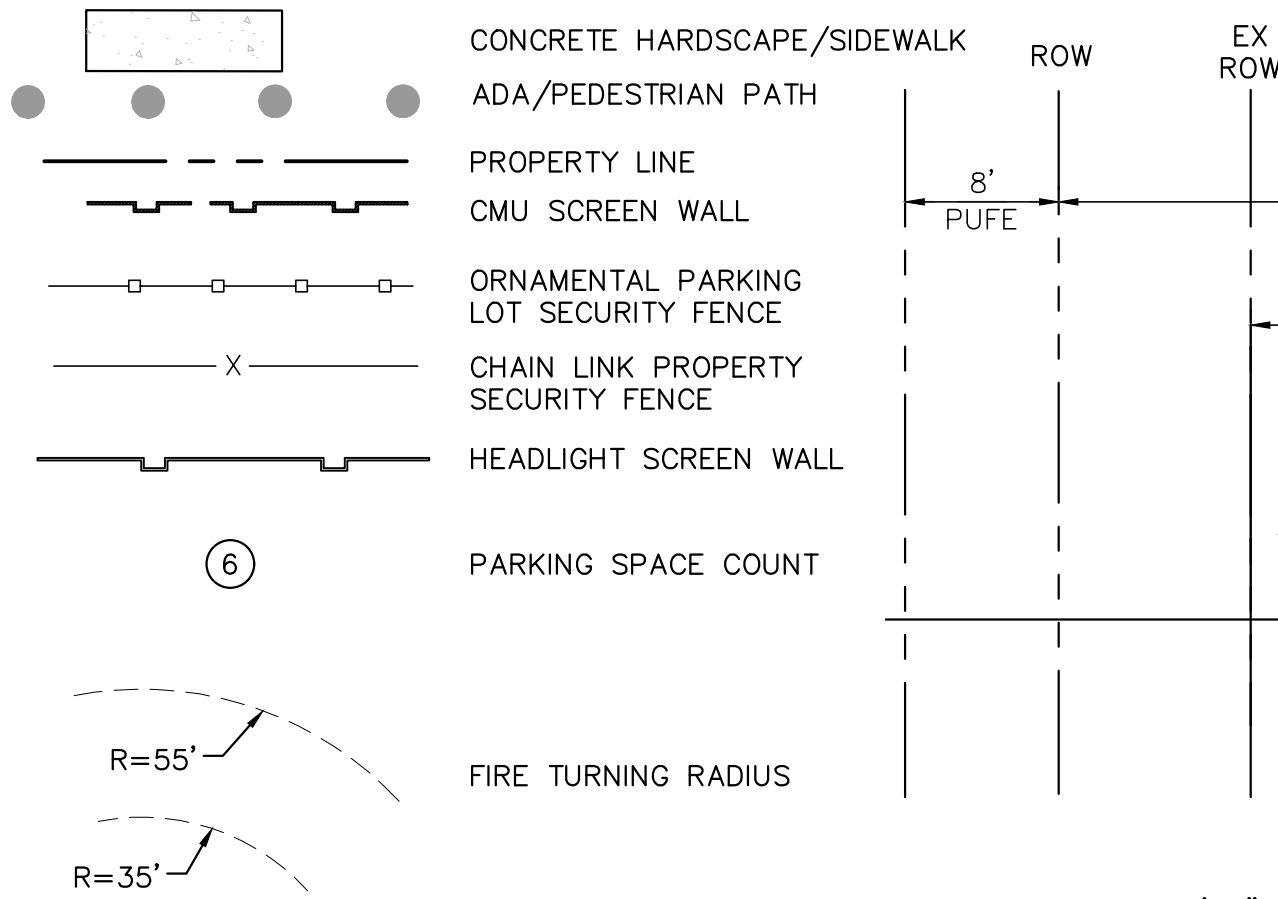 CONCRETE HARDSCAPE/SIDEWALK
ADA/PEDESTRIAN PATH
PROPERTY LINE
CMU SCREEN WALL
ORNAMENTAL PARKING
LOT SECURITY FENCE
X
CHAIN LINK PROPERTY
SECURITY FENCE
HEADLIGHT SCREEN WALL
6
PARKING SPACE COUNT
R=55'
FIRE TURNING RADIUS
R=35'
ROW
EX
ROW
8'
PUFE